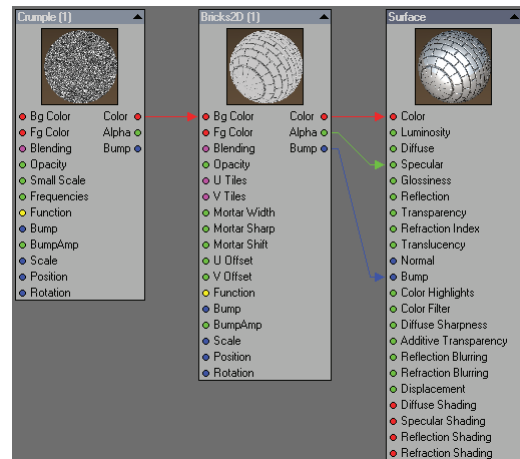 Crumple (1)
Bg Color Color
Fg Color Alpha
Blending Bump
Opacity
Small Scale
Frequencies
Function
Bump
BumpAmp
Scale
Position
Rotation
Bricks2D (1)
Bg Color Color
Fg Color Alpha
Blending Bump
Opacity
U Tiles
V Tiles
Mortar Width
Mortar Sharp
Mortar Shift
U Offset
V Offset
Function
Bump
BumpAmp
Scale
Position
Rotation
Surface
Color
Luminosity
Diffuse
Specular
Glossiness
Reflection
Transparency
Refraction Index
Translucency
Normal
Bump
Color Highlights
Color Filter
Diffuse Sharpness
Additive Transparency
Reflection Blurring
Refraction Blurring
Displacement
Diffuse Shading
Specular Shading
Reflection Shading
Refraction Shading